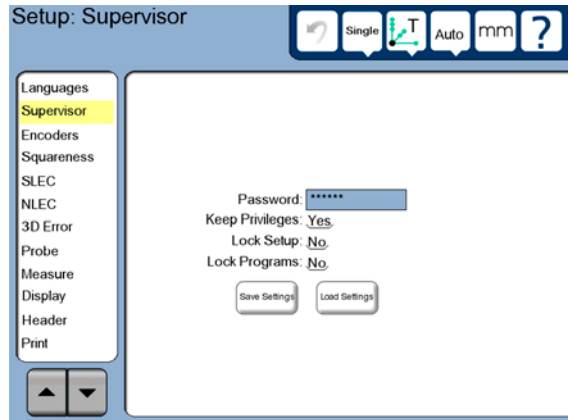 Setup: Supervisor
Single
T
Auto
mm
?
Languages
Supervisor
Encoders
Squareness
SLEC
NLEC
3D Error
Probe
Measure
Display
Header
Print
Password: ******
Keep Privileges: Yes
Lock Setup: No
Lock Programs: No
Save Settings
Load Settings